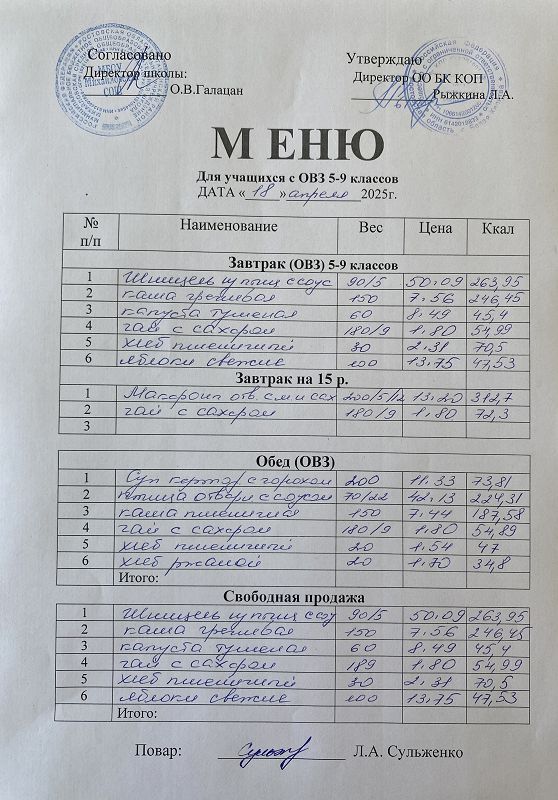 Согласовано Утверждаю
Директор школы: Директор ОО БК КОП
О.В.Галацан Рыжкина Л.А.
МБОУ
СОШ
М ЕНЮ
Для учащихся с ОВЗ 5-9 классов
ДАТА «18» апреля 2025г.
№ п/п Наименование Вес Цена Ккал
Завтрак (ОВЗ) 5-9 классов
1 Шницель из птиц с соус 90/5 50.09 263,95
2 каша гречневая 150 7.56 246,45
3 капуста тушеная 60 8.49 45,4
4 чай с сахаром 180/9 1.80 54,99
5 хлеб пшеничный 30 2.31 70,5
6 яблоки свежие 100 13.75 47,53
Завтрак на 15 р.
1 Макароны отв. с м и сах 200/5/2 13.20 312,7
2 чай с сахаром 180/9 1.80 72,3
3
Обед (ОВЗ)
1 Суп картоф с горохом 200 11.33 73,81
2 птица отварн с соусом 70/22 42.13 224,31
3 каша пшеничная 150 7.44 187,58
4 чай с сахаром 180/9 1.80 54,89
5 хлеб пшеничный 20 1.54 47
6 хлеб ржаной 20 1.70 34,8
Итого:
Свободная продажа
1 Шницель из птиц с соу 90/5 50.09 263,95
2 каша гречневая 150 7.56 246,45
3 капуста тушеная 60 8.49 45,4
4 чай с сахаром 189 1.80 54,99
5 хлеб пшеничный 30 2.31 70,5
6 яблоки свежие 100 13.75 47,53
Итого:
Повар: Л.А. Сульженко